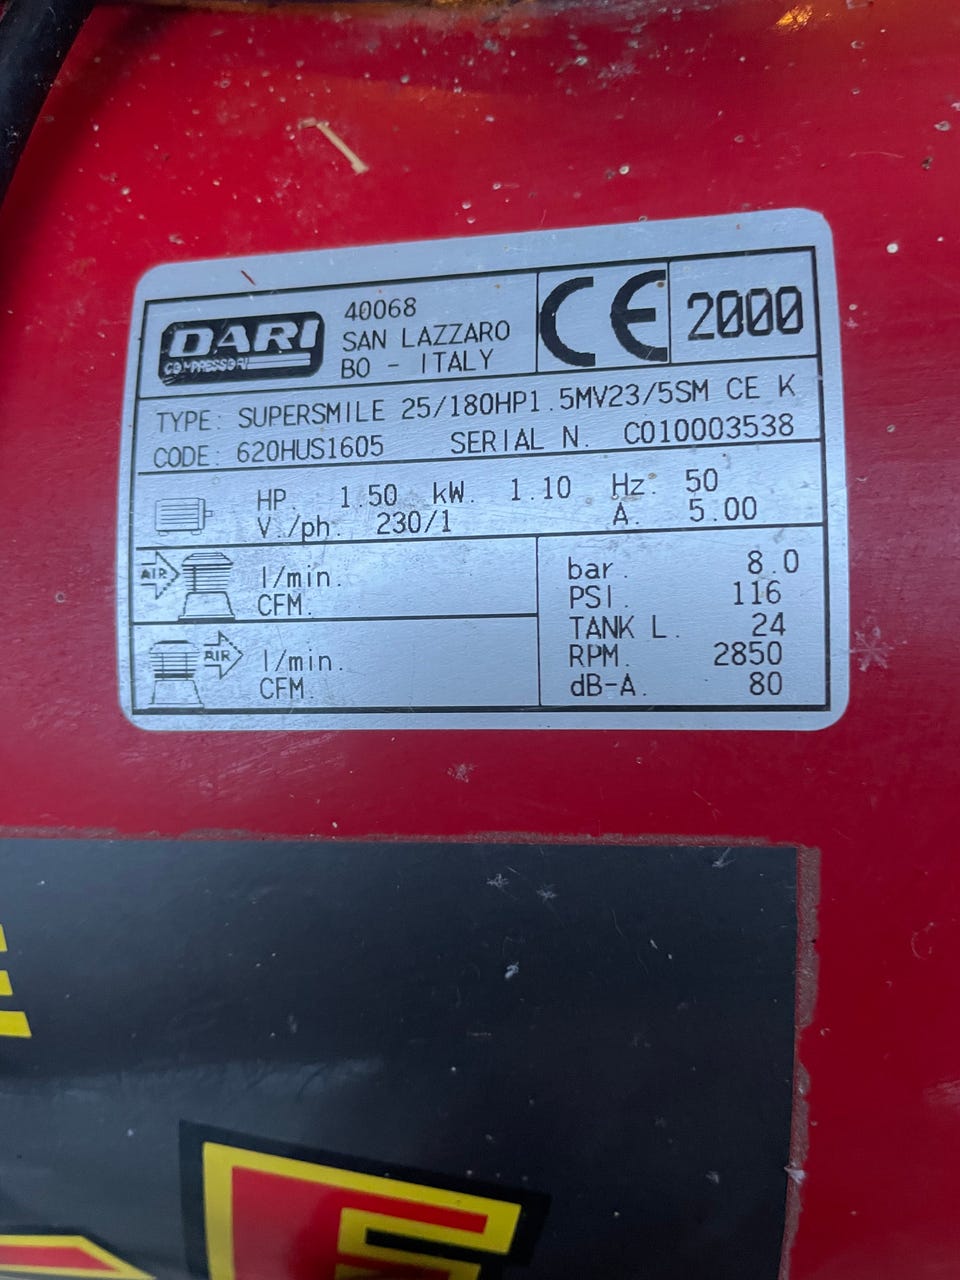 DARI
COMPRESSORI
40068
SAN LAZZARO
BO - ITALY
CE
2000
TYPE: SUPERSMILE 25/180HP1.5MV23/5SM CE K
CODE: 620HUS1605 SERIAL N. C010003538
HP. 1.50 kW. 1.10 Hz. 50
V./ph. 230/1 A. 5.00
AIR
l/min.
CFM.
AIR
l/min.
CFM.
bar. 8.0
PSI. 116
TANK L. 24
RPM. 2850
dB-A. 80